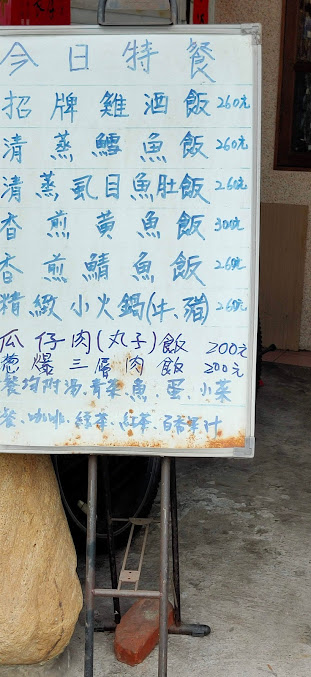 今日特餐
招牌雞酒飯260元
清蒸鱈魚飯260元
清蒸虱目魚肚飯260元
香煎黄魚飯300元
香煎鯖魚飯260元
精緻小火鍋(牛、豬)260元
瓜仔肉(丸子)飯 200元
葱爆三層肉飯 200元
餐均附湯、青菜、魚、蛋、小菜
餐、咖啡、綠茶、紅茶、百香果汁